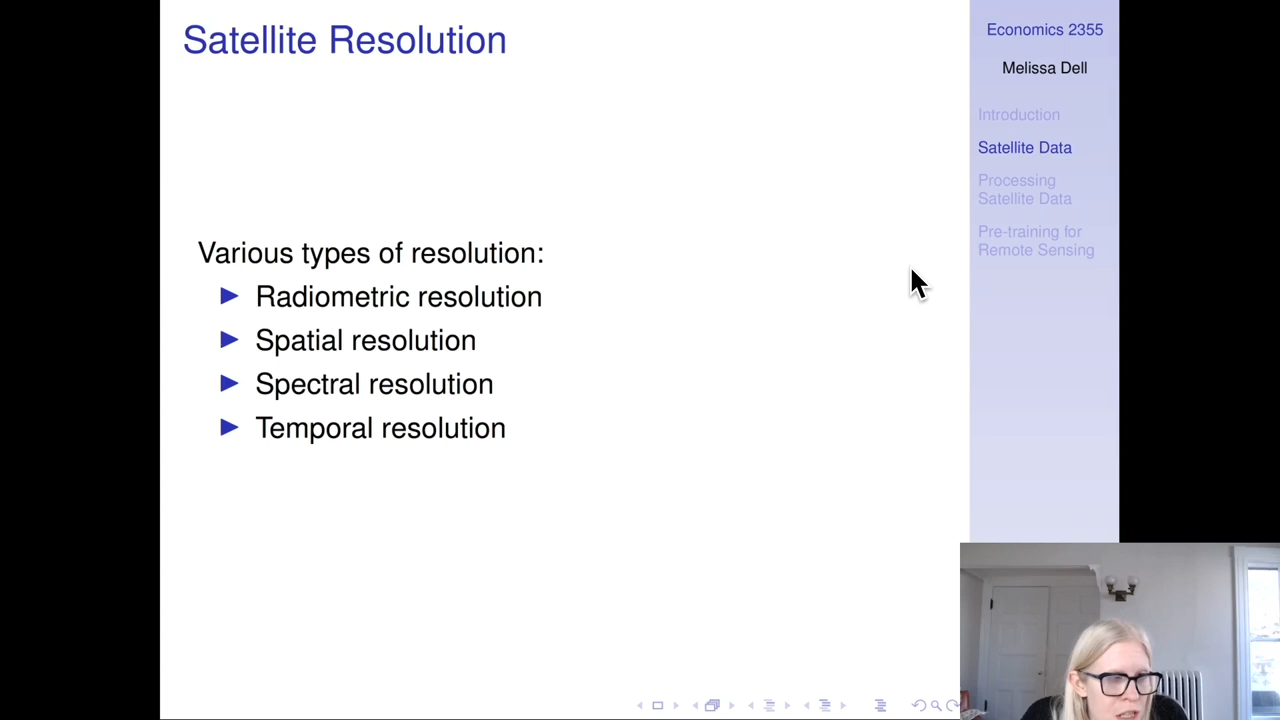 Satellite Resolution
Various types of resolution:
Radiometric resolution
Spatial resolution
Spectral resolution
Temporal resolution
Economics 2355
Melissa Dell
Introduction
Satellite Data
Processing
Satellite Data
Pre-training for
Remote Sensing